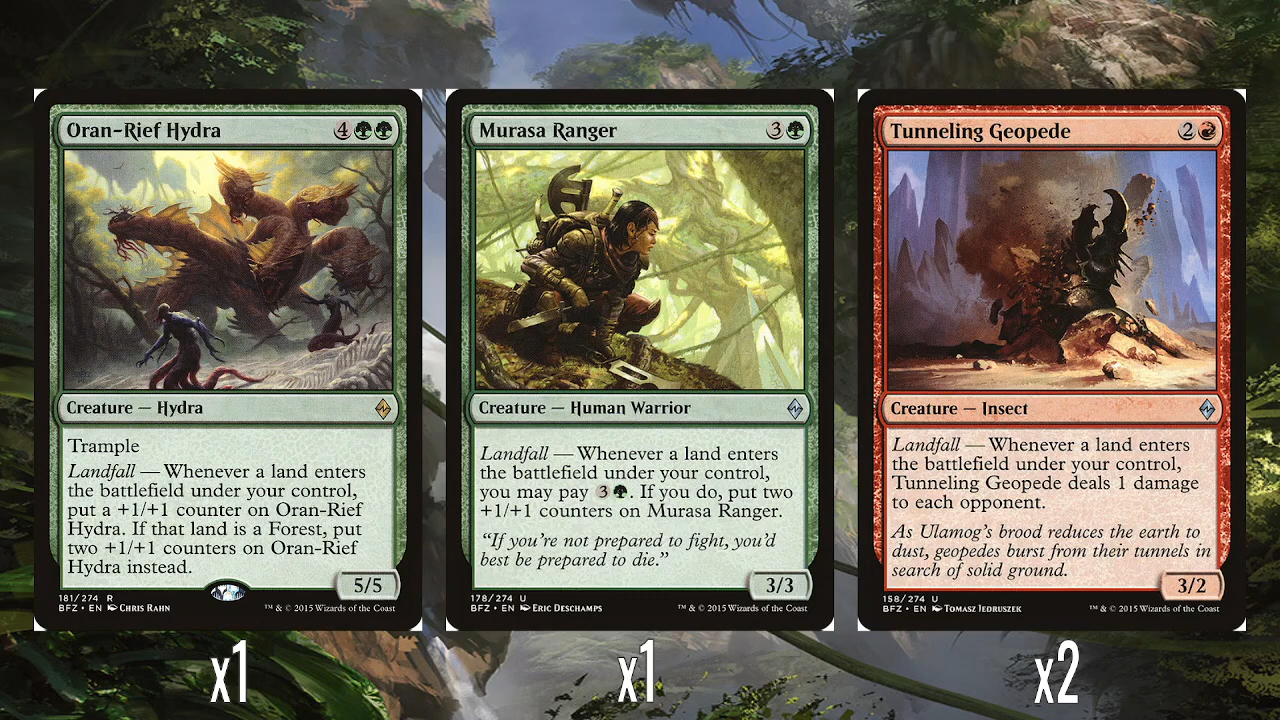 Oran-Rief Hydra
4
Creature — Hydra
Trample
Landfall — Whenever a land enters
the battlefield under your control,
put a +1/+1 counter on Oran-Rief
Hydra. If that land is a Forest, put
two +1/+1 counters on Oran-Rief
Hydra instead.
5/5
181/274 R
BFZ • EN Chris Rahn
™ & © 2015 Wizards of the Coast
x1
Murasa Ranger
3
Creature — Human Warrior
Landfall — Whenever a land enters
the battlefield under your control,
you may pay 3. If you do, put two
+1/+1 counters on Murasa Ranger.
“If you’re not prepared to fight, you’d
best be prepared to die.”
3/3
178/274 U
BFZ • EN Eric Deschamps
™ & © 2015 Wizards of the Coast
x1
Tunneling Geopede
2
Creature — Insect
Landfall — Whenever a land enters
the battlefield under your control,
Tunneling Geopede deals 1 damage
to each opponent.
As Ulamog’s brood reduces the earth to
dust, geopedes burst from their tunnels in
search of solid ground.
3/2
158/274 U
BFZ • EN Tomasz Jedruszek
™ & © 2015 Wizards of the Coast
x2